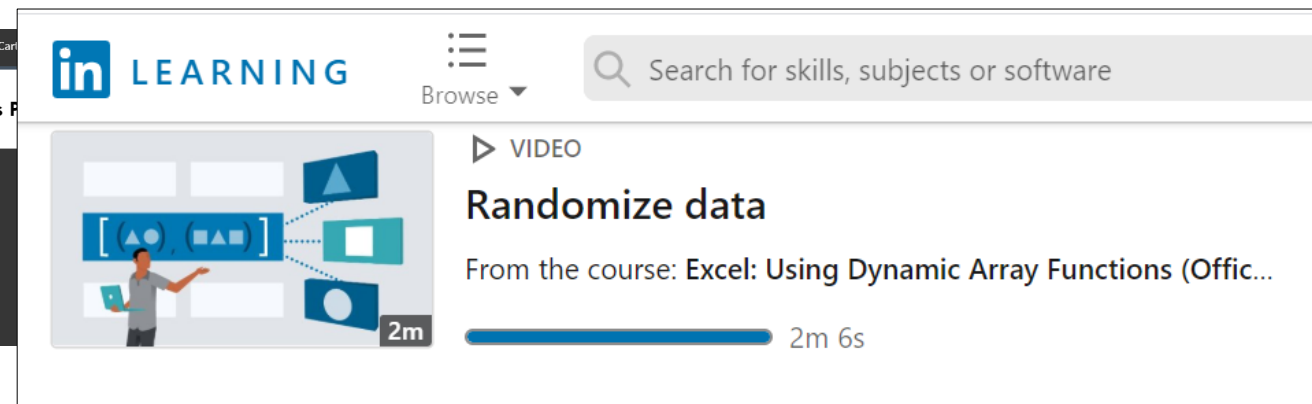 Cart
in LEARNING
Browse
Search for skills, subjects or software
VIDEO
Randomize data
From the course: Excel: Using Dynamic Array Functions (Offic...
2m
2m 6s